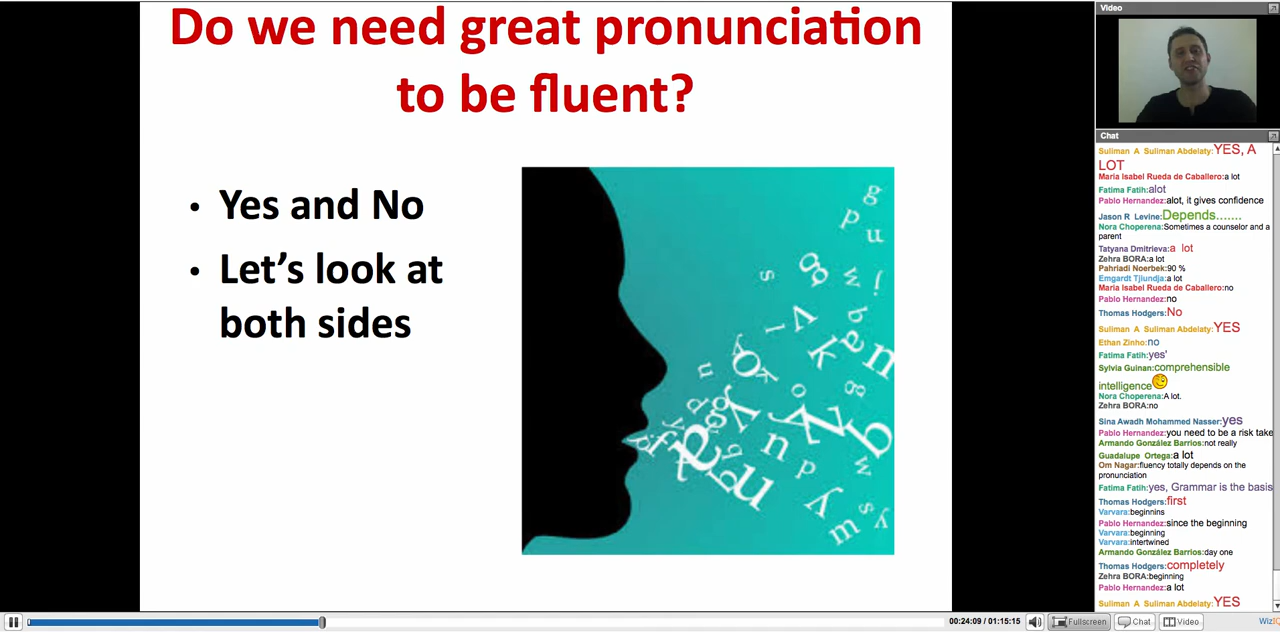 Do we need great pronunciation
to be fluent?
• Yes and No
• Let's look at
both sides
Video
Chat
Suliman A Suliman Abdelaty:YES, A
LOT
Maria Isabel Rueda de Caballero:a lot
Fatima Fatih:alot
Pablo Hernandez:alot, it gives confidence
Jason R Levine:Depends.......
Nora Choperena:Sometimes a counselor and a
parent
Tatyana Dmitrieva:a lot
Zehra BORA:a lot
Pahriadi Noerbek:90 %
Emgardt Tjiundja:a lot
Maria Isabel Rueda de Caballero:no
Pablo Hernandez:no
Thomas Hodgers:No
Suliman A Suliman Abdelaty:YES
Ethan Zinho:no
Fatima Fatih:yes'
Sylvia Guinan:comprehensible
intelligence
Nora Choperena:A lot.
Zehra BORA:no
Sina Awadh Mohammed Nasser:yes
Pablo Hernandez:you need to be a risk take
Armando González Barrios:not really
Guadalupe Ortega:a lot
Om Nagar:fluency totally depends on the
pronunciation
Fatima Fatih:yes, Grammar is the basis
Thomas Hodgers:first
Varvara:beginnins
Pablo Hernandez:since the beginning
Varvara:beginning
Varvara:intertwined
Armando González Barrios:day one
Thomas Hodgers:completely
Zehra BORA:beginning
Pablo Hernandez:a lot
Suliman A Suliman Abdelaty:YES
00:24:09 / 01:15:15
Fullscreen
Chat
Video
WizIQ